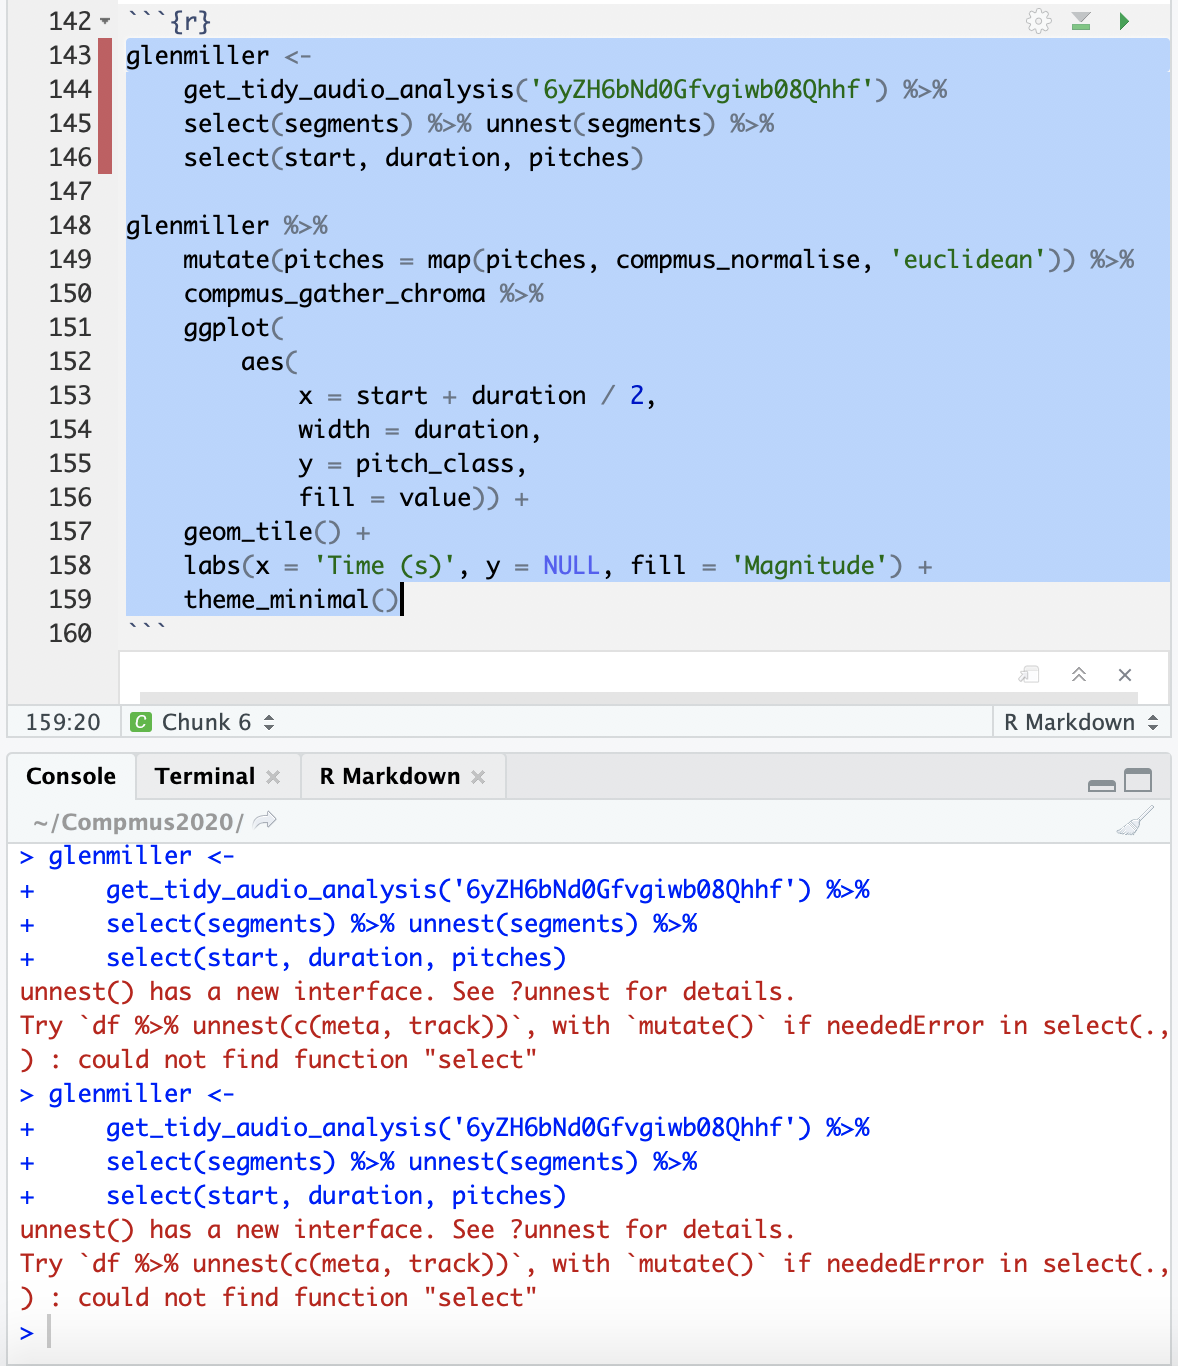 142 ```{r}
143 glenmiller <-
144     get_tidy_audio_analysis('6yZH6bNd0Gfvgiwb08Qhhf') %>%
145     select(segments) %>% unnest(segments) %>%
146     select(start, duration, pitches)
147
148 glenmiller %>%
149     mutate(pitches = map(pitches, compmus_normalise, 'euclidean')) %>%
150     compmus_gather_chroma %>%
151     ggplot(
152         aes(
153             x = start + duration / 2,
154             width = duration,
155             y = pitch_class,
156             fill = value)) +
157     geom_tile() +
158     labs(x = 'Time (s)', y = NULL, fill = 'Magnitude') +
159     theme_minimal()
160 ```
159:20 C Chunk 6 R Markdown
Console Terminal R Markdown
~/Compmus2020/
> glenmiller <-
+     get_tidy_audio_analysis('6yZH6bNd0Gfvgiwb08Qhhf') %>%
+     select(segments) %>% unnest(segments) %>%
+     select(start, duration, pitches)
unnest() has a new interface. See ?unnest for details.
Try `df %>% unnest(c(meta, track))`, with `mutate()` if neededError in select(.,
) : could not find function "select"
> glenmiller <-
+     get_tidy_audio_analysis('6yZH6bNd0Gfvgiwb08Qhhf') %>%
+     select(segments) %>% unnest(segments) %>%
+     select(start, duration, pitches)
unnest() has a new interface. See ?unnest for details.
Try `df %>% unnest(c(meta, track))`, with `mutate()` if neededError in select(.,
) : could not find function "select"
>